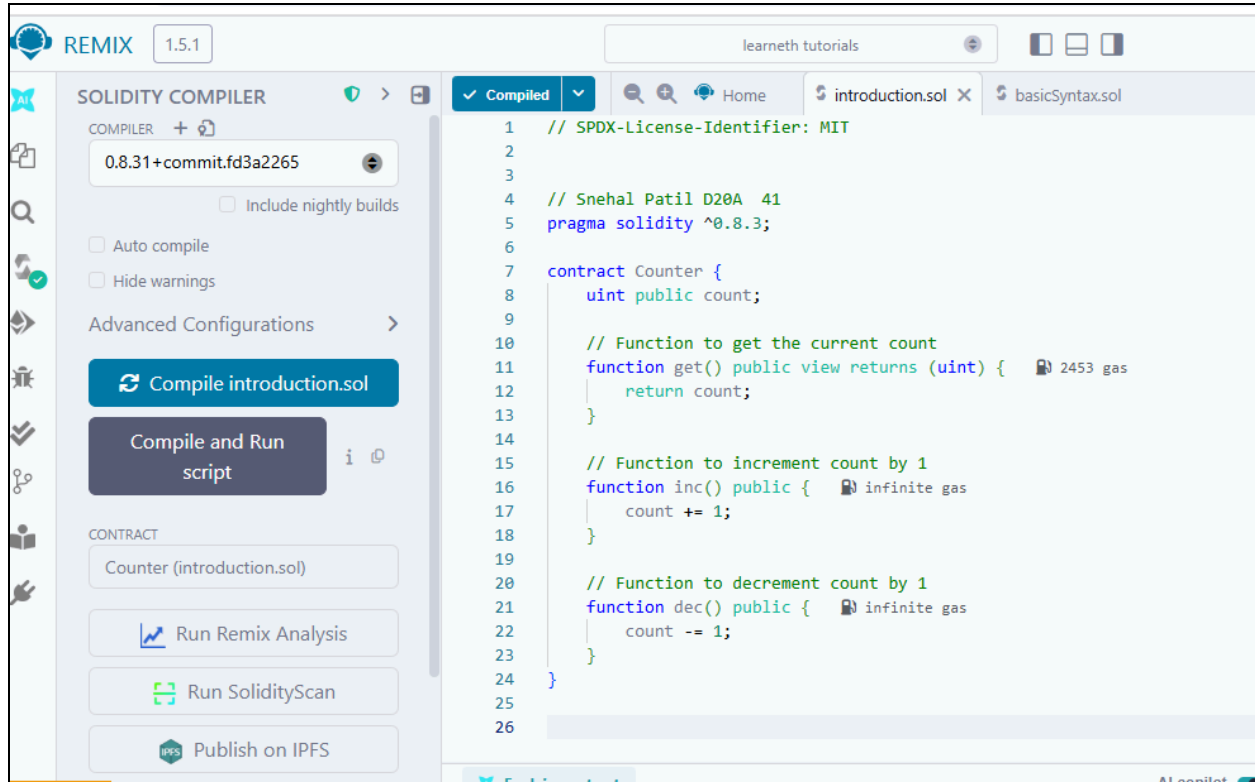 REMIX 1.5.1
learneth tutorials
AI
SOLIDITY COMPILER
COMPILER
0.8.31+commit.fd3a2265
Include nightly builds
Auto compile
Hide warnings
Advanced Configurations
Compile introduction.sol
Compile and Run
script
i
CONTRACT
Counter (introduction.sol)
Run Remix Analysis
Run SolidityScan
IPFS Publish on IPFS
Compiled Home introduction.sol basicSyntax.sol
1 // SPDX-License-Identifier: MIT
2
3
4 // Snehal Patil D20A  41
5 pragma solidity ^0.8.3;
6
7 contract Counter {
8     uint public count;
9
10     // Function to get the current count
11     function get() public view returns (uint) { 2453 gas
12         return count;
13     }
14
15     // Function to increment count by 1
16     function inc() public { infinite gas
17         count += 1;
18     }
19
20     // Function to decrement count by 1
21     function dec() public { infinite gas
22         count -= 1;
23     }
24 }
25
26
AI copilot